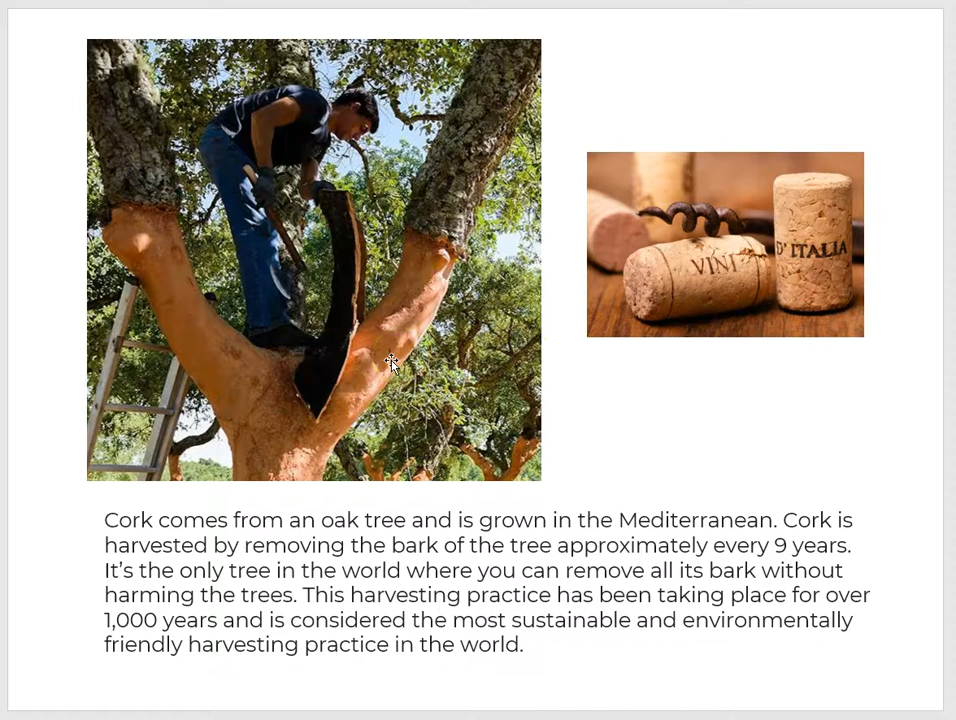 VINI
D'ITALIA
Cork comes from an oak tree and is grown in the Mediterranean. Cork is
harvested by removing the bark of the tree approximately every 9 years.
It's the only tree in the world where you can remove all its bark without
harming the trees. This harvesting practice has been taking place for over
1,000 years and is considered the most sustainable and environmentally
friendly harvesting practice in the world.